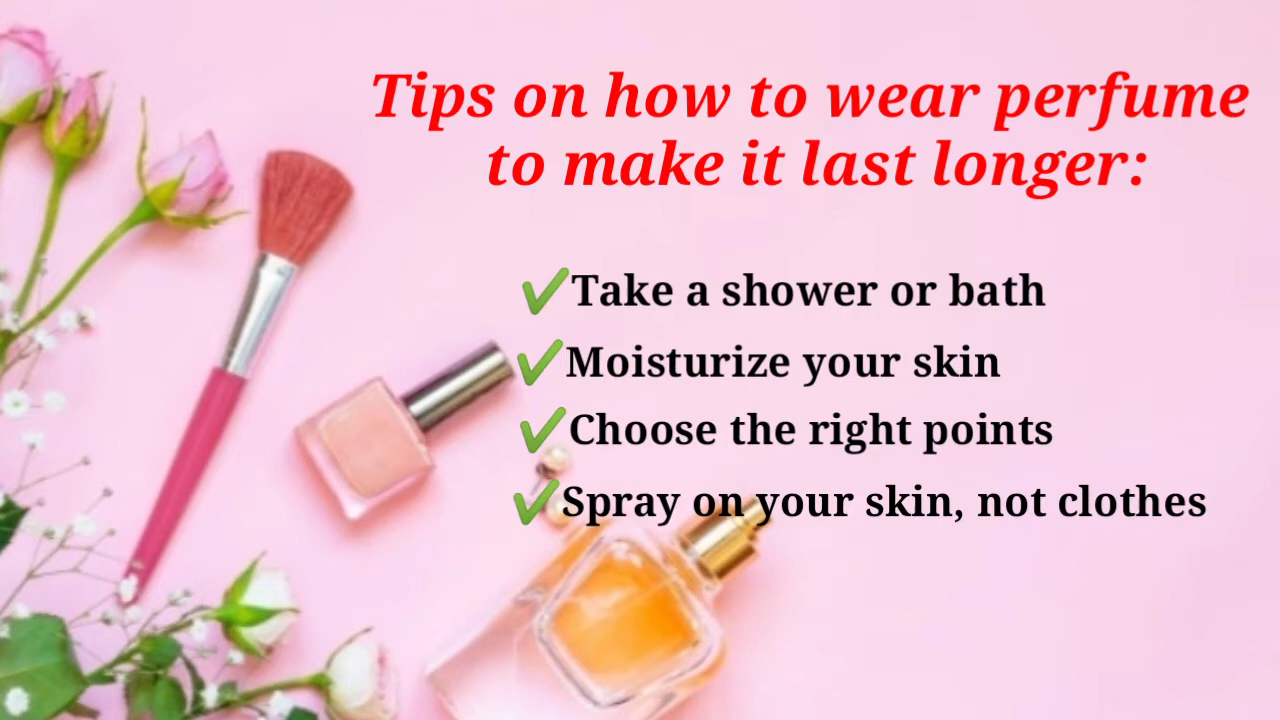 Tips on how to wear perfume
to make it last longer:
✔Take a shower or bath
✔Moisturize your skin
✔Choose the right points
✔Spray on your skin, not clothes